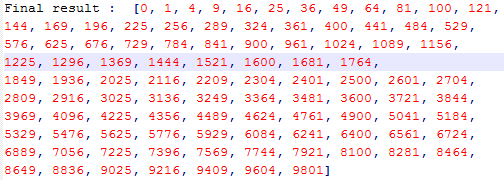 Final result :  [0, 1, 4, 9, 16, 25, 36, 49, 64, 81, 100, 121,
144, 169, 196, 225, 256, 289, 324, 361, 400, 441, 484, 529,
576, 625, 676, 729, 784, 841, 900, 961, 1024, 1089, 1156,
1225, 1296, 1369, 1444, 1521, 1600, 1681, 1764,
1849, 1936, 2025, 2116, 2209, 2304, 2401, 2500, 2601, 2704,
2809, 2916, 3025, 3136, 3249, 3364, 3481, 3600, 3721, 3844,
3969, 4096, 4225, 4356, 4489, 4624, 4761, 4900, 5041, 5184,
5329, 5476, 5625, 5776, 5929, 6084, 6241, 6400, 6561, 6724,
6889, 7056, 7225, 7396, 7569, 7744, 7921, 8100, 8281, 8464,
8649, 8836, 9025, 9216, 9409, 9604, 9801]